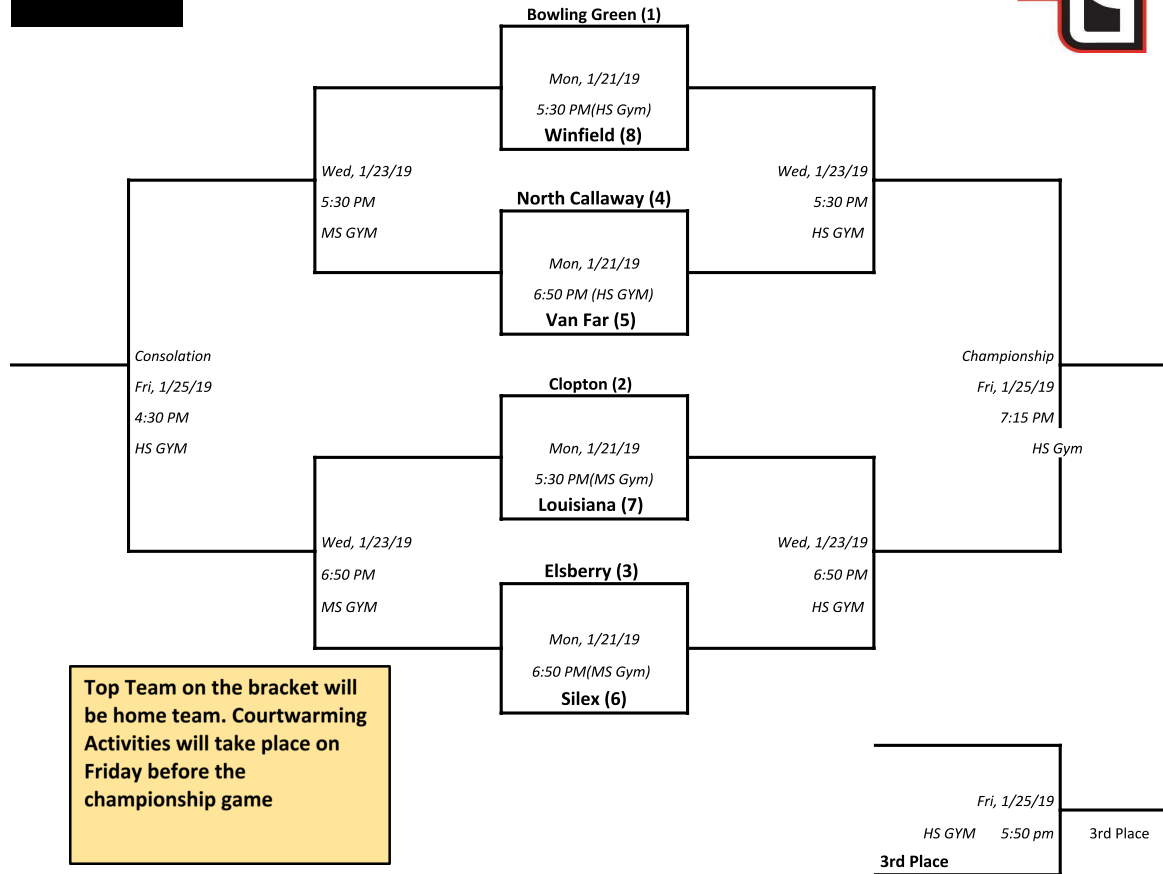 Bowling Green (1)
Mon, 1/21/19
5:30 PM(HS Gym)
Winfield (8)
Wed, 1/23/19
5:30 PM
MS GYM
Wed, 1/23/19
5:30 PM
HS GYM
North Callaway (4)
Mon, 1/21/19
6:50 PM (HS GYM)
Van Far (5)
Consolation
Fri, 1/25/19
4:30 PM
HS GYM
Championship
Fri, 1/25/19
7:15 PM
HS Gym
Clopton (2)
Mon, 1/21/19
5:30 PM(MS Gym)
Louisiana (7)
Wed, 1/23/19
6:50 PM
MS GYM
Wed, 1/23/19
6:50 PM
HS GYM
Elsberry (3)
Mon, 1/21/19
6:50 PM(MS Gym)
Silex (6)
Top Team on the bracket will
be home team. Courtwarming
Activities will take place on
Friday before the
championship game
Fri, 1/25/19
HS GYM 5:50 pm
3rd Place
3rd Place